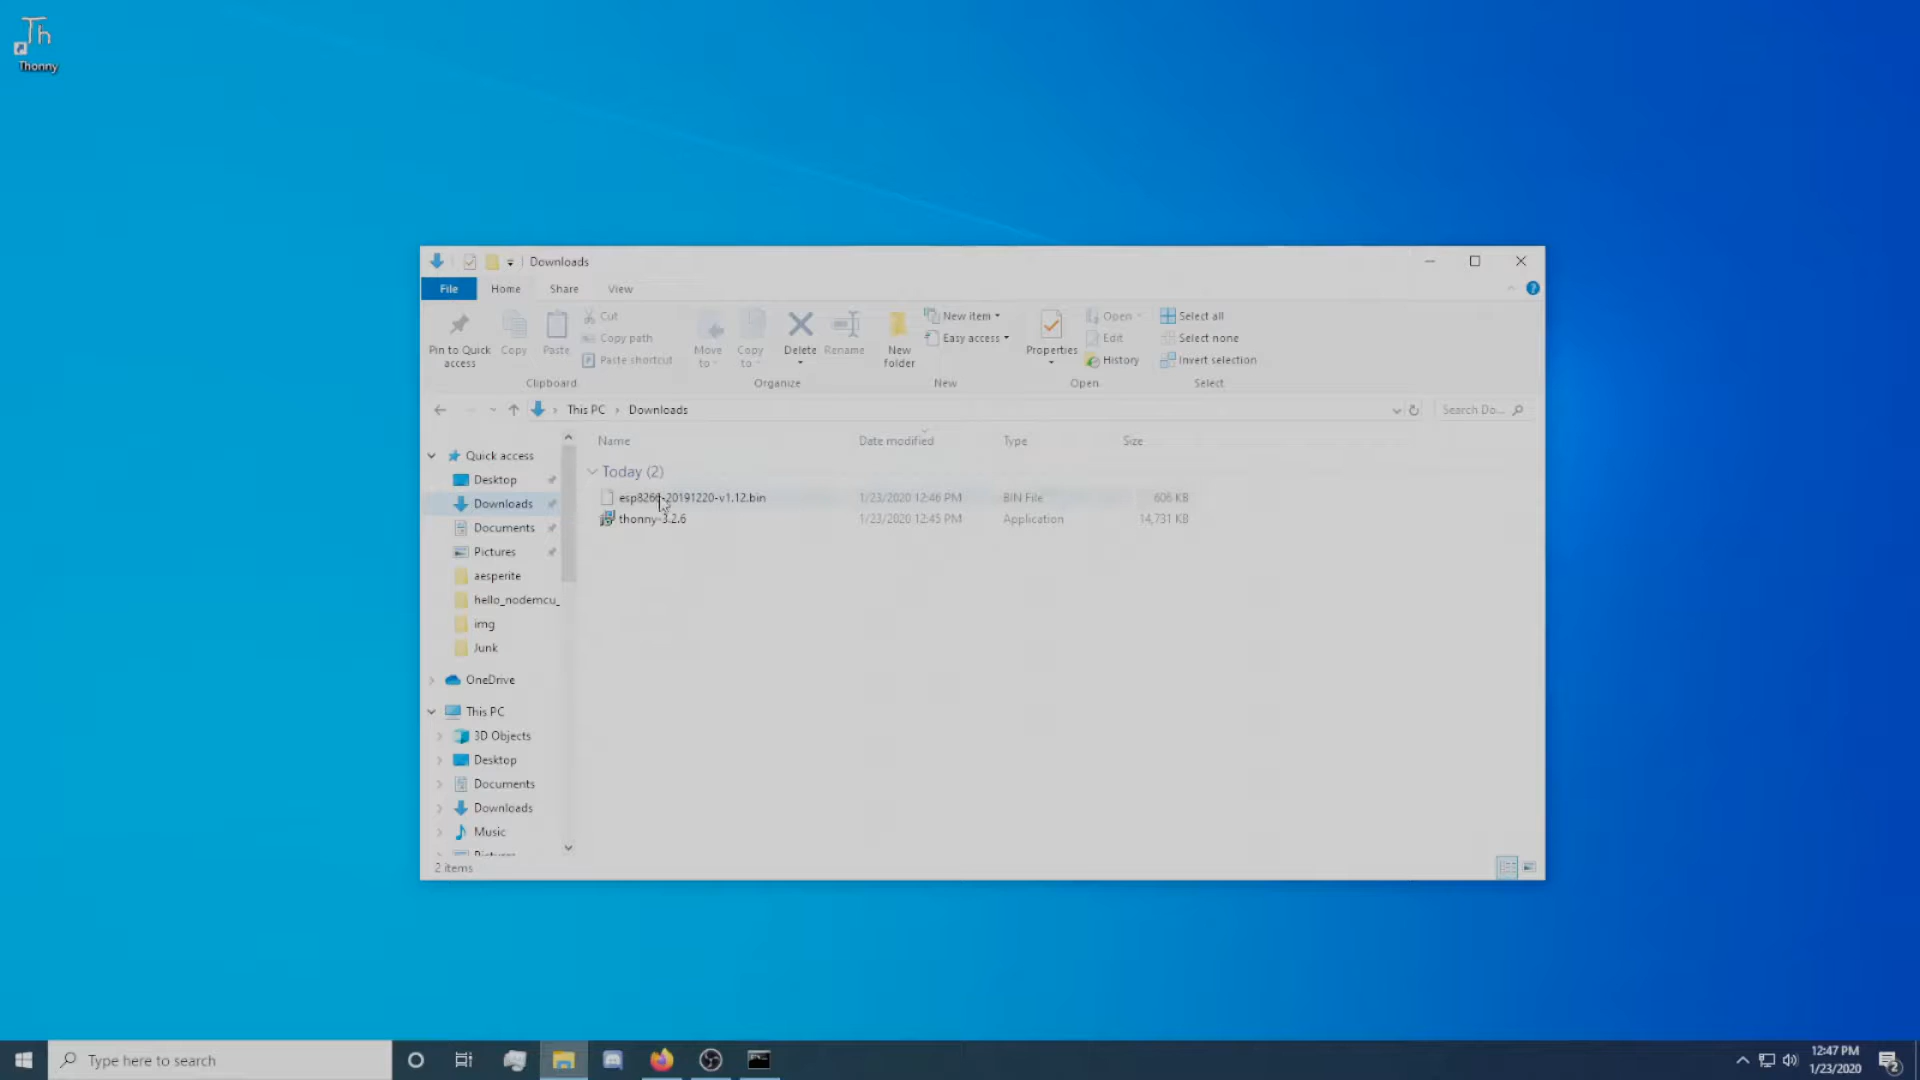 Th
Thonny
Downloads
File Home Share View
Pin to Quick access
Copy
Paste
Cut
Copy path
Paste shortcut
Clipboard
Move to
Copy to
Delete
Rename
Organize
New folder
New item
Easy access
New
Properties
Open
Edit
History
Open
Select all
Select none
Invert selection
Select
This PC > Downloads
Search Do...
Name Date modified Type Size
Today (2)
esp8266-20191220-v1.12.bin 1/23/2020 12:46 PM BIN File 606 KB
thonny-3.2.6 1/23/2020 12:45 PM Application 14,731 KB
Quick access
Desktop
Downloads
Documents
Pictures
aesperite
hello_nodemcu_
img
Junk
OneDrive
This PC
3D Objects
Desktop
Documents
Downloads
Music
Pictures
2 items
Type here to search
12:47 PM
1/23/2020
2